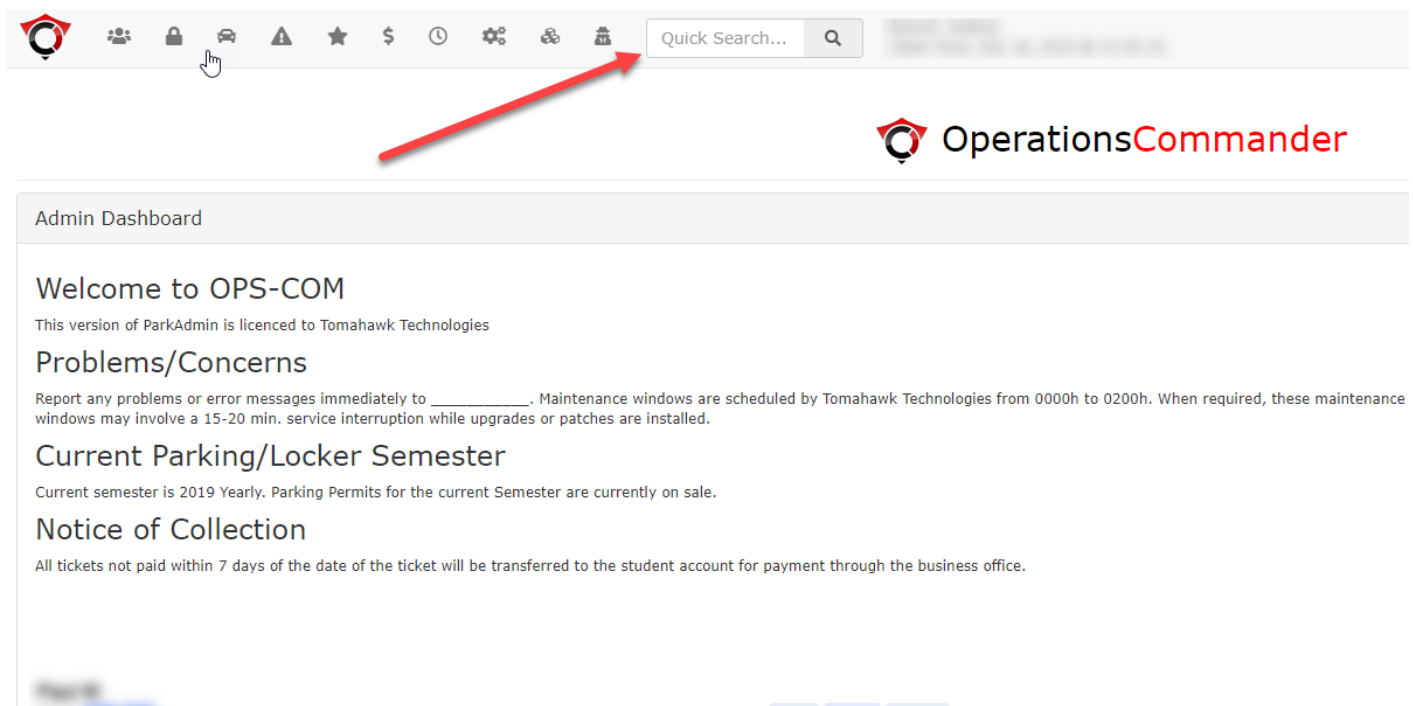 Quick Search...
OperationsCommander
Admin Dashboard
Welcome to OPS-COM
This version of ParkAdmin is licenced to Tomahawk Technologies
Problems/Concerns
Report any problems or error messages immediately to ___________. Maintenance windows are scheduled by Tomahawk Technologies from 0000h to 0200h. When required, these maintenance
windows may involve a 15-20 min. service interruption while upgrades or patches are installed.
Current Parking/Locker Semester
Current semester is 2019 Yearly. Parking Permits for the current Semester are currently on sale.
Notice of Collection
All tickets not paid within 7 days of the date of the ticket will be transferred to the student account for payment through the business office.